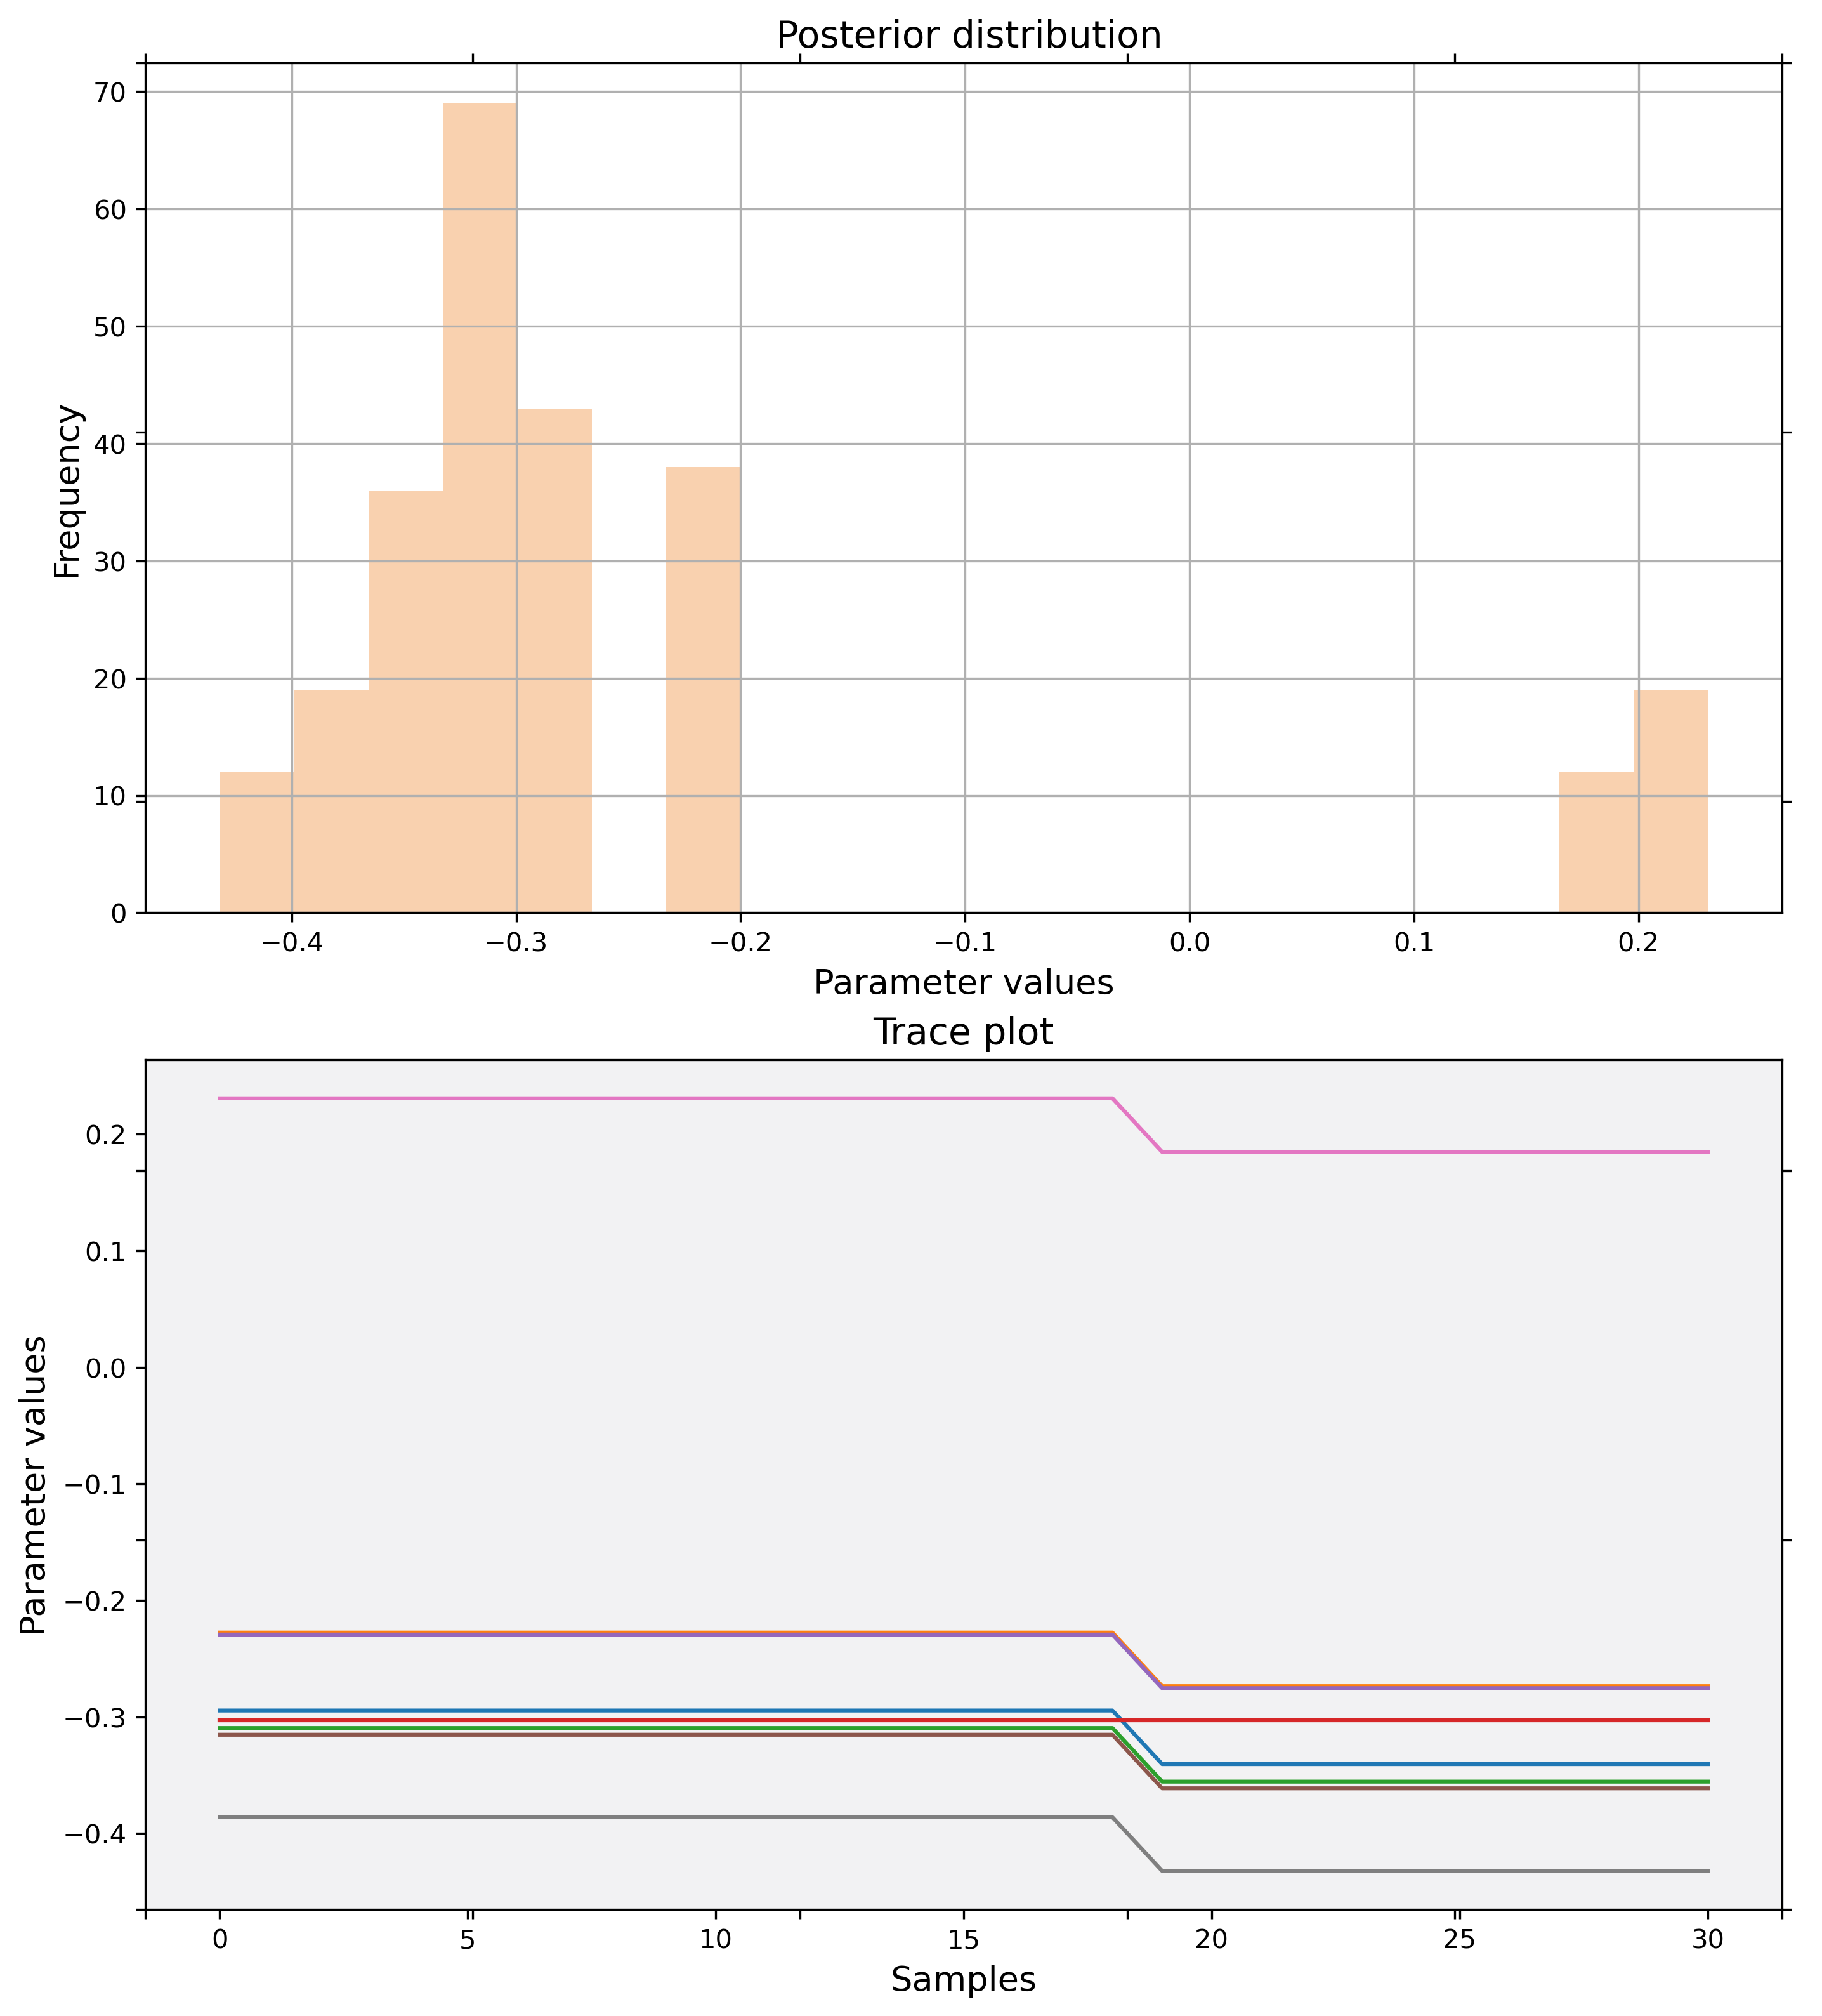 Posterior distribution
70
60
50
40
30
20
10
0
Frequency
−0.4 −0.3 −0.2 −0.1 0.0 0.1 0.2
Parameter values
Trace plot
0.2
0.1
0.0
−0.1
−0.2
−0.3
−0.4
Parameter values
0 5 10 15 20 25 30
Samples